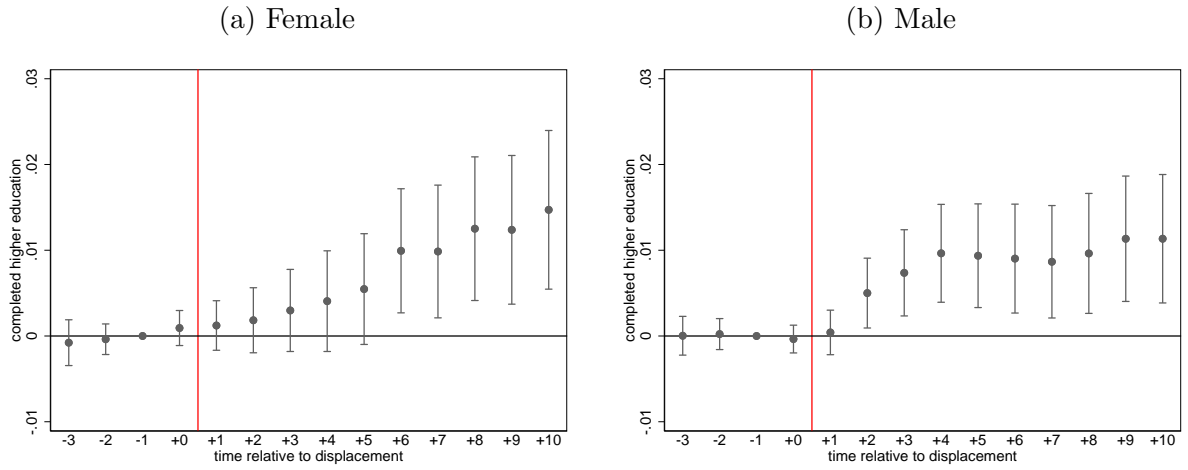 (a) Female
completed higher education
.03
.02
.01
0
-.01
-3 -2 -1 +0 +1 +2 +3 +4 +5 +6 +7 +8 +9 +10
time relative to displacement
(b) Male
completed higher education
.03
.02
.01
0
-.01
-3 -2 -1 +0 +1 +2 +3 +4 +5 +6 +7 +8 +9 +10
time relative to displacement